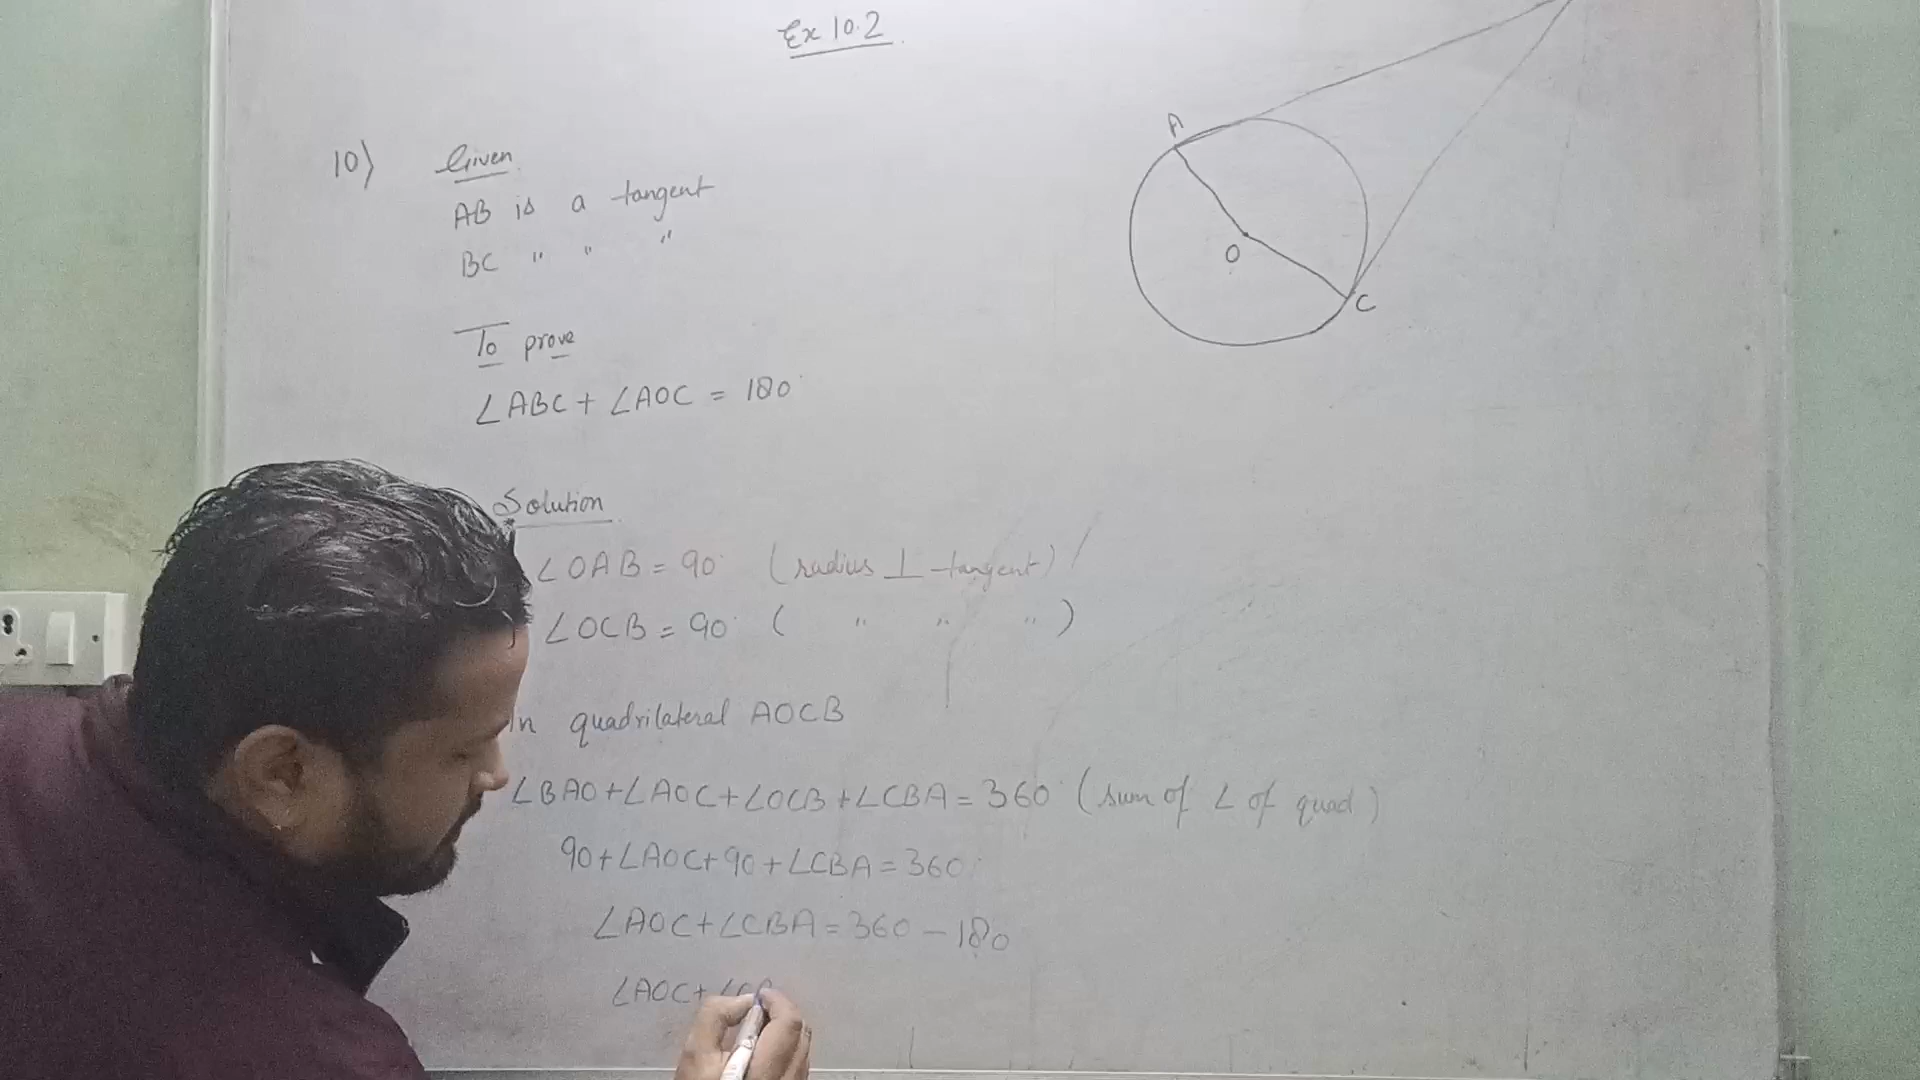 Ex 10.2
10) Given
AB is a tangent
BC " " "
To prove
∠ABC + ∠AOC = 180°
Solution
∠OAB = 90° (radius ⊥ tangent)
∠OCB = 90° ( " " " )
In quadrilateral AOCB
∠BAO + ∠AOC + ∠OCB + ∠CBA = 360° (sum of ∠ of quad)
90 + ∠AOC + 90 + ∠CBA = 360°
∠AOC + ∠CBA = 360 - 180
∠AOC + ∠CB
A
O
C